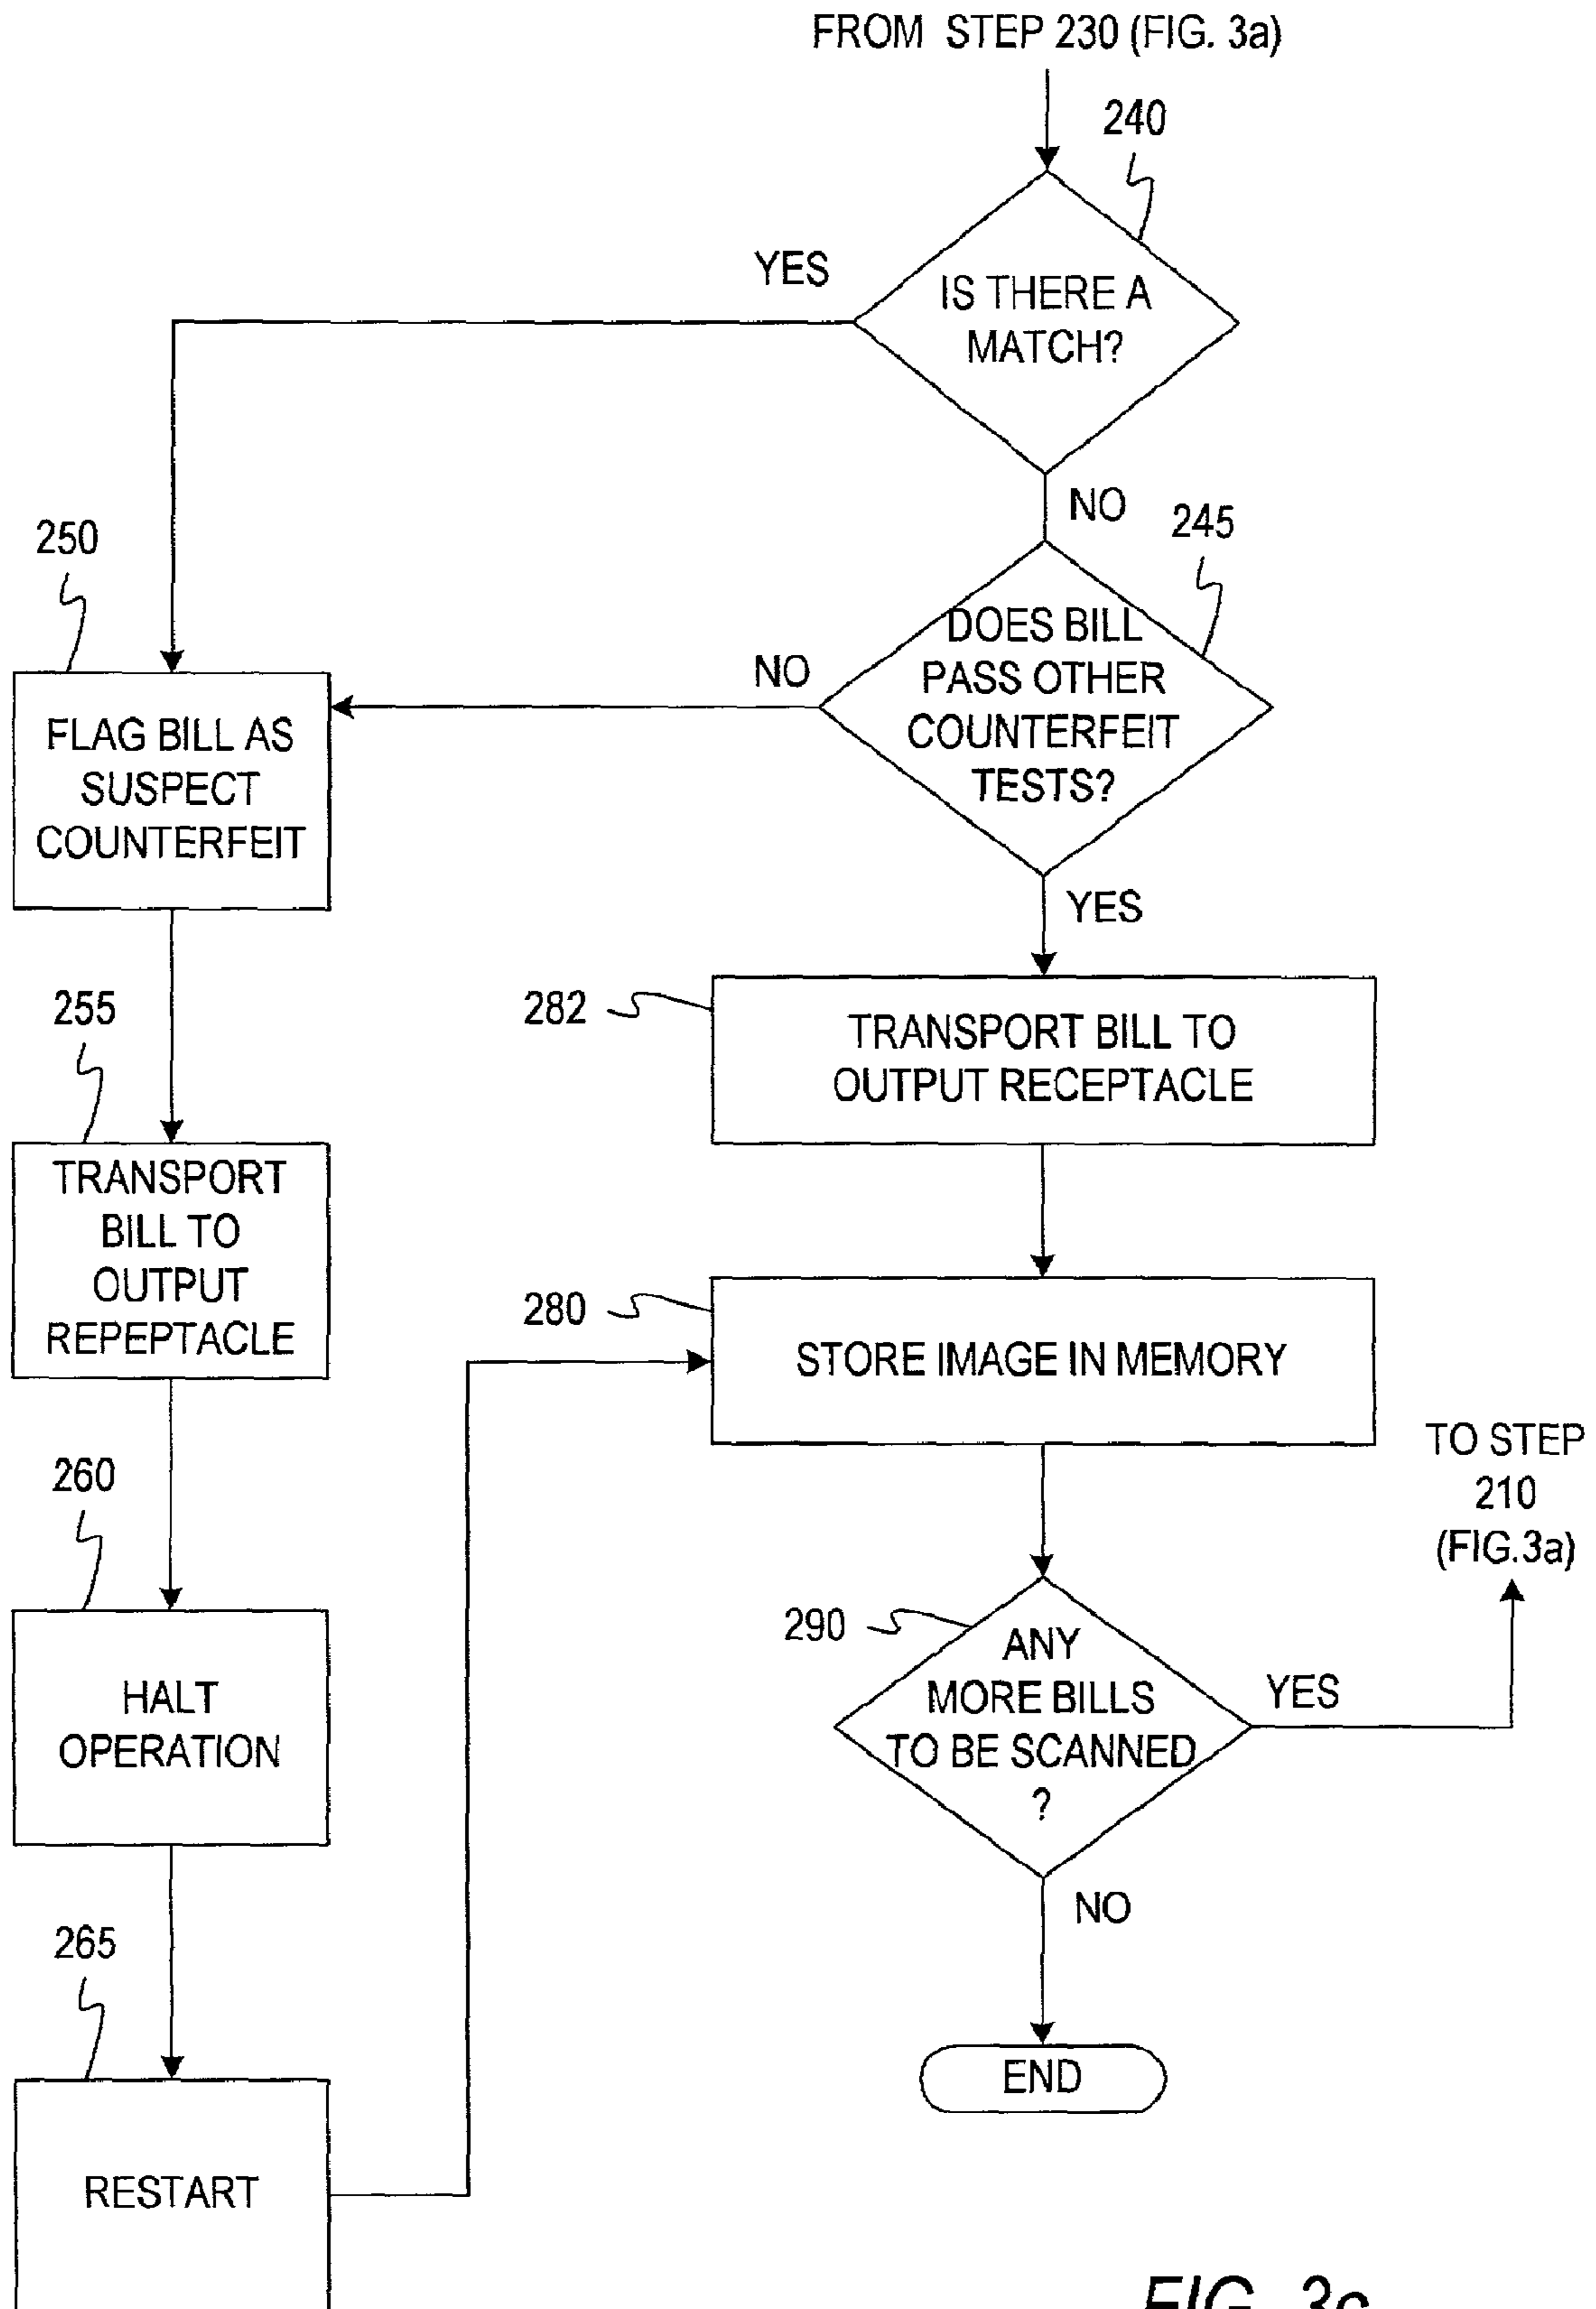 FROM STEP 230 (FIG. 3a)
240
YES
IS THERE A
MATCH?
NO
245
250
DOES BILL
PASS OTHER
COUNTERFEIT
TESTS?
NO
FLAG BILL AS
SUSPECT
COUNTERFEIT
YES
255
282
TRANSPORT BILL TO
OUTPUT RECEPTACLE
TRANSPORT
BILL TO
OUTPUT
REPEPTACLE
280
STORE IMAGE IN MEMORY
TO STEP
210
(FIG.3a)
260
290
ANY
MORE BILLS
TO BE SCANNED
?
YES
HALT
OPERATION
NO
265
END
RESTART
FIG. 3c